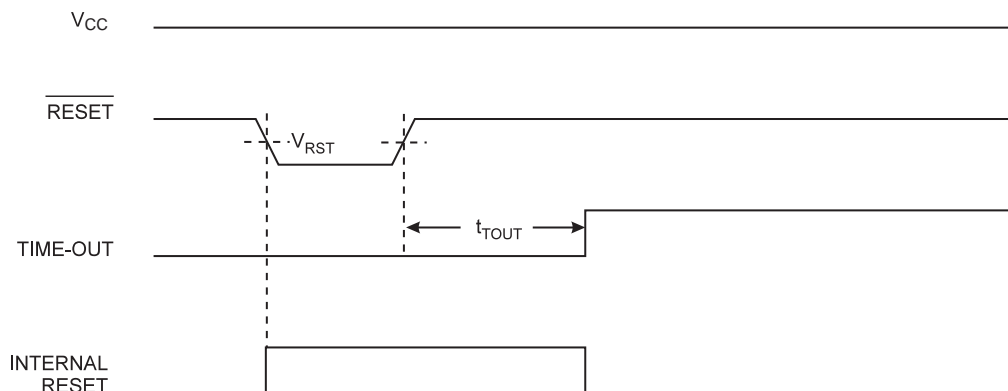 VCC
RESET
VRST
tTOUT
TIME-OUT
INTERNAL
RESET